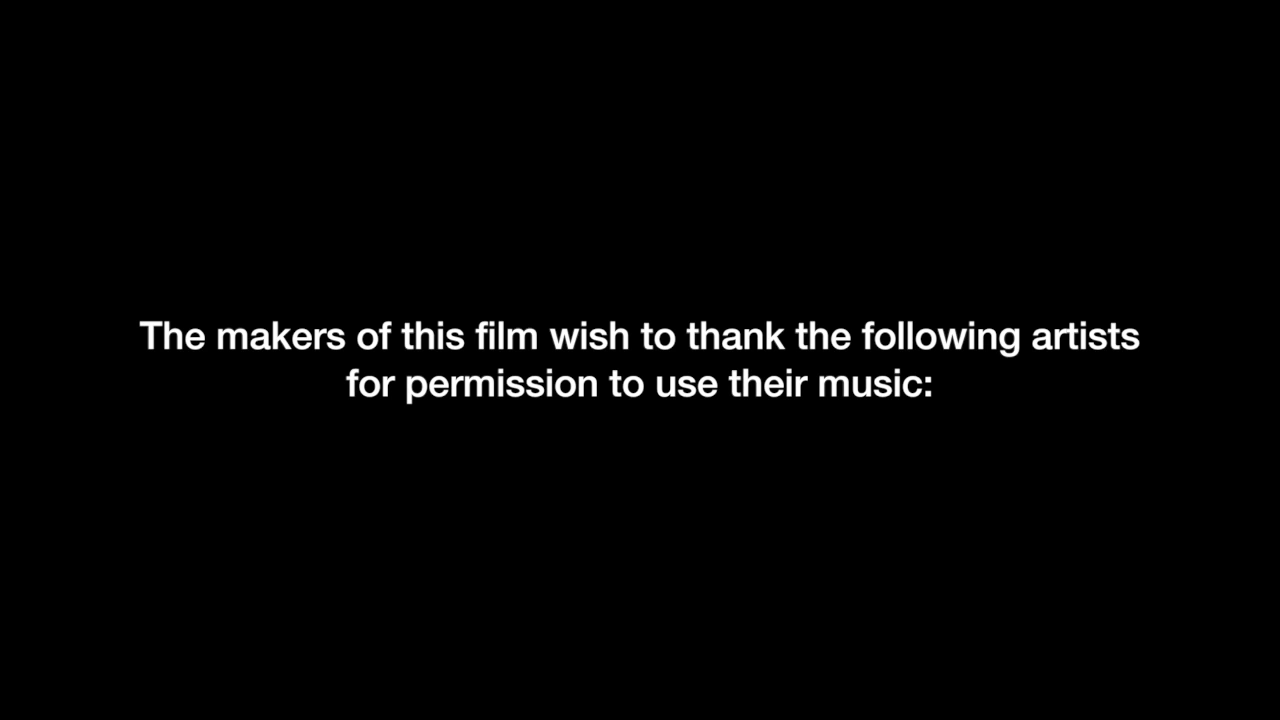 The makers of this film wish to thank the following artists
for permission to use their music: